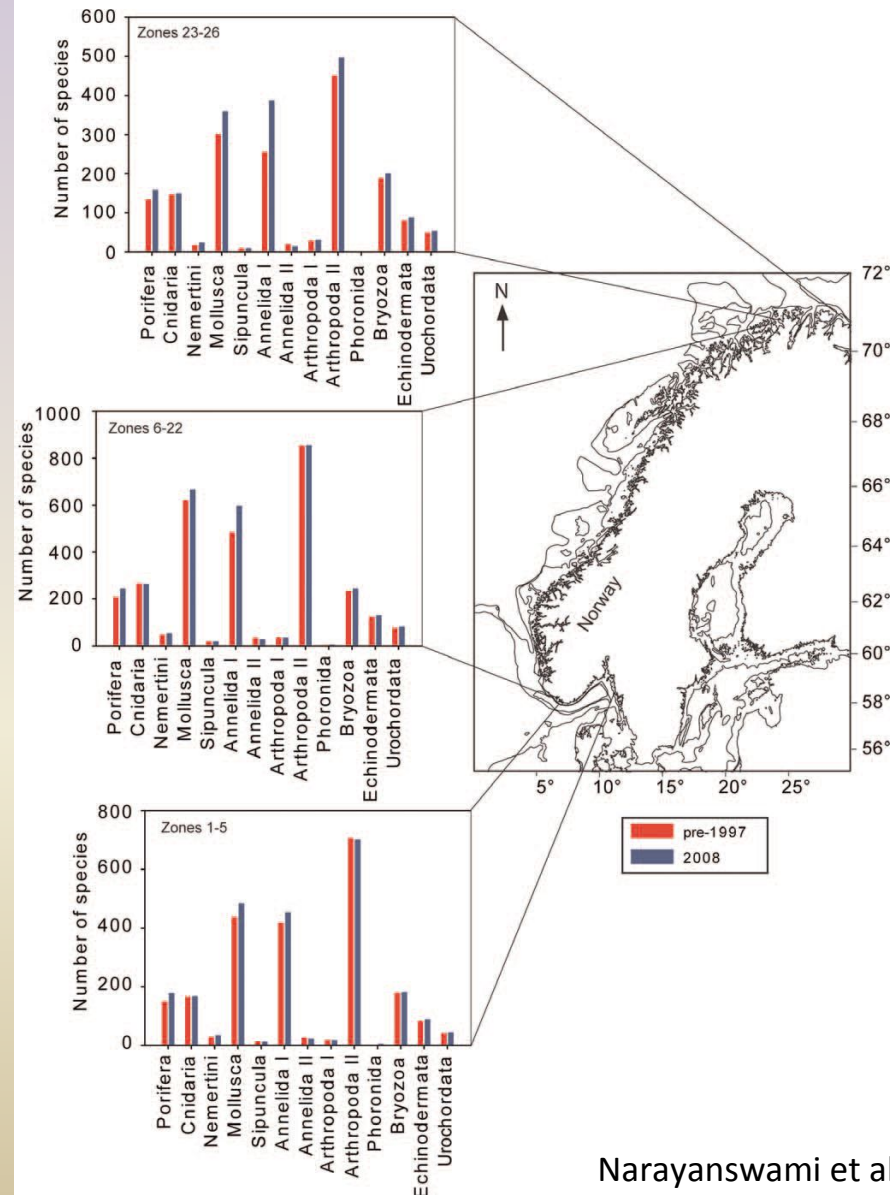 600
Zones 23-26
500
400
300
200
100
0
Number of species
Porifera
Cnidaria
Nemertini
Mollusca
Sipuncula
Annelida I
Annelida II
Arthropoda I
Arthropoda II
Phoronida
Bryozoa
Echinodermata
Urochordata
1000
Zones 6-22
800
600
400
200
0
Number of species
Porifera
Cnidaria
Nemertini
Mollusca
Sipuncula
Annelida I
Annelida II
Arthropoda I
Arthropoda II
Phoronida
Bryozoa
Echinodermata
Urochordata
800
Zones 1-5
600
400
200
0
Number of species
Porifera
Cnidaria
Nemertini
Mollusca
Sipuncula
Annelida I
Annelida II
Arthropoda I
Arthropoda II
Phoronida
Bryozoa
Echinodermata
Urochordata
N
Norway
72°
70°
68°
66°
64°
62°
60°
58°
56°
5° 10° 15° 20° 25°
pre-1997
2008
Narayanswami et al